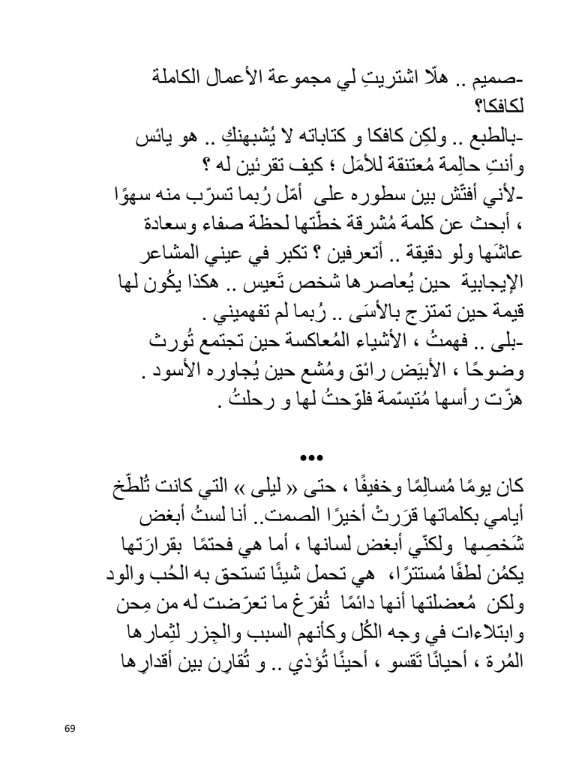 -صميم .. هلّا اشتريتِ لي مجموعة الأعمال الكاملة
لكافكا؟
-بالطبع .. ولكِن كافكا و كتاباته لا يُشبهنكِ .. هو يائس
وأنتِ حالِمة مُعتنقة للأمَل ؛ كيف تقرئين له ؟
-لأني أفتّش بين سطوره على أمّل رُبما تسرّب منه سهوًا
، أبحث عن كلمة مُشرقة خطّتها لحظة صفاء وسعادة
عاشَها ولو دقيقة .. أتعرفين ؟ تكبر في عيني المشاعر
الإيجابية حين يُعاصرها شخص تَعيس .. هكذا يكُون لها
قيمة حين تمتزج بالأسَى .. رُبما لم تفهميني .
-بلى .. فهمتُ ، الأشياء المُعاكسة حين تجتمع تُورث
وضوحًا ، الأبيَض رائق ومُشع حين يُجاوره الأسود .
هزّت رأسها مُتبسّمة فلوّحتُ لها و رحلتُ .
•••
كان يومًا مُسالِمًا وخفيفًا ، حتى « ليلى » التي كانت تُلطّخ
أيامي بكلماتها قرَرتْ أخيرًا الصمت.. أنا لستُ أبغض
شَخصِها ولكنّي أبغض لسانها ، أما هي فحتمًا بقرارَتها
يكمُن لطفًا مُستترًا، هي تحمل شيئًا تستحق به الحُب والود
ولكن مُعضلتها أنها دائمًا تُفرّغ ما تعرّضت له من مِحن
وابتلاءات في وجه الكُل وكأنهم السبب والجِزر لثِمارها
المُرة ، أحيانًا تَقسو ، أحينًا تُؤذي .. و تُقارِن بين أقدارِها
69